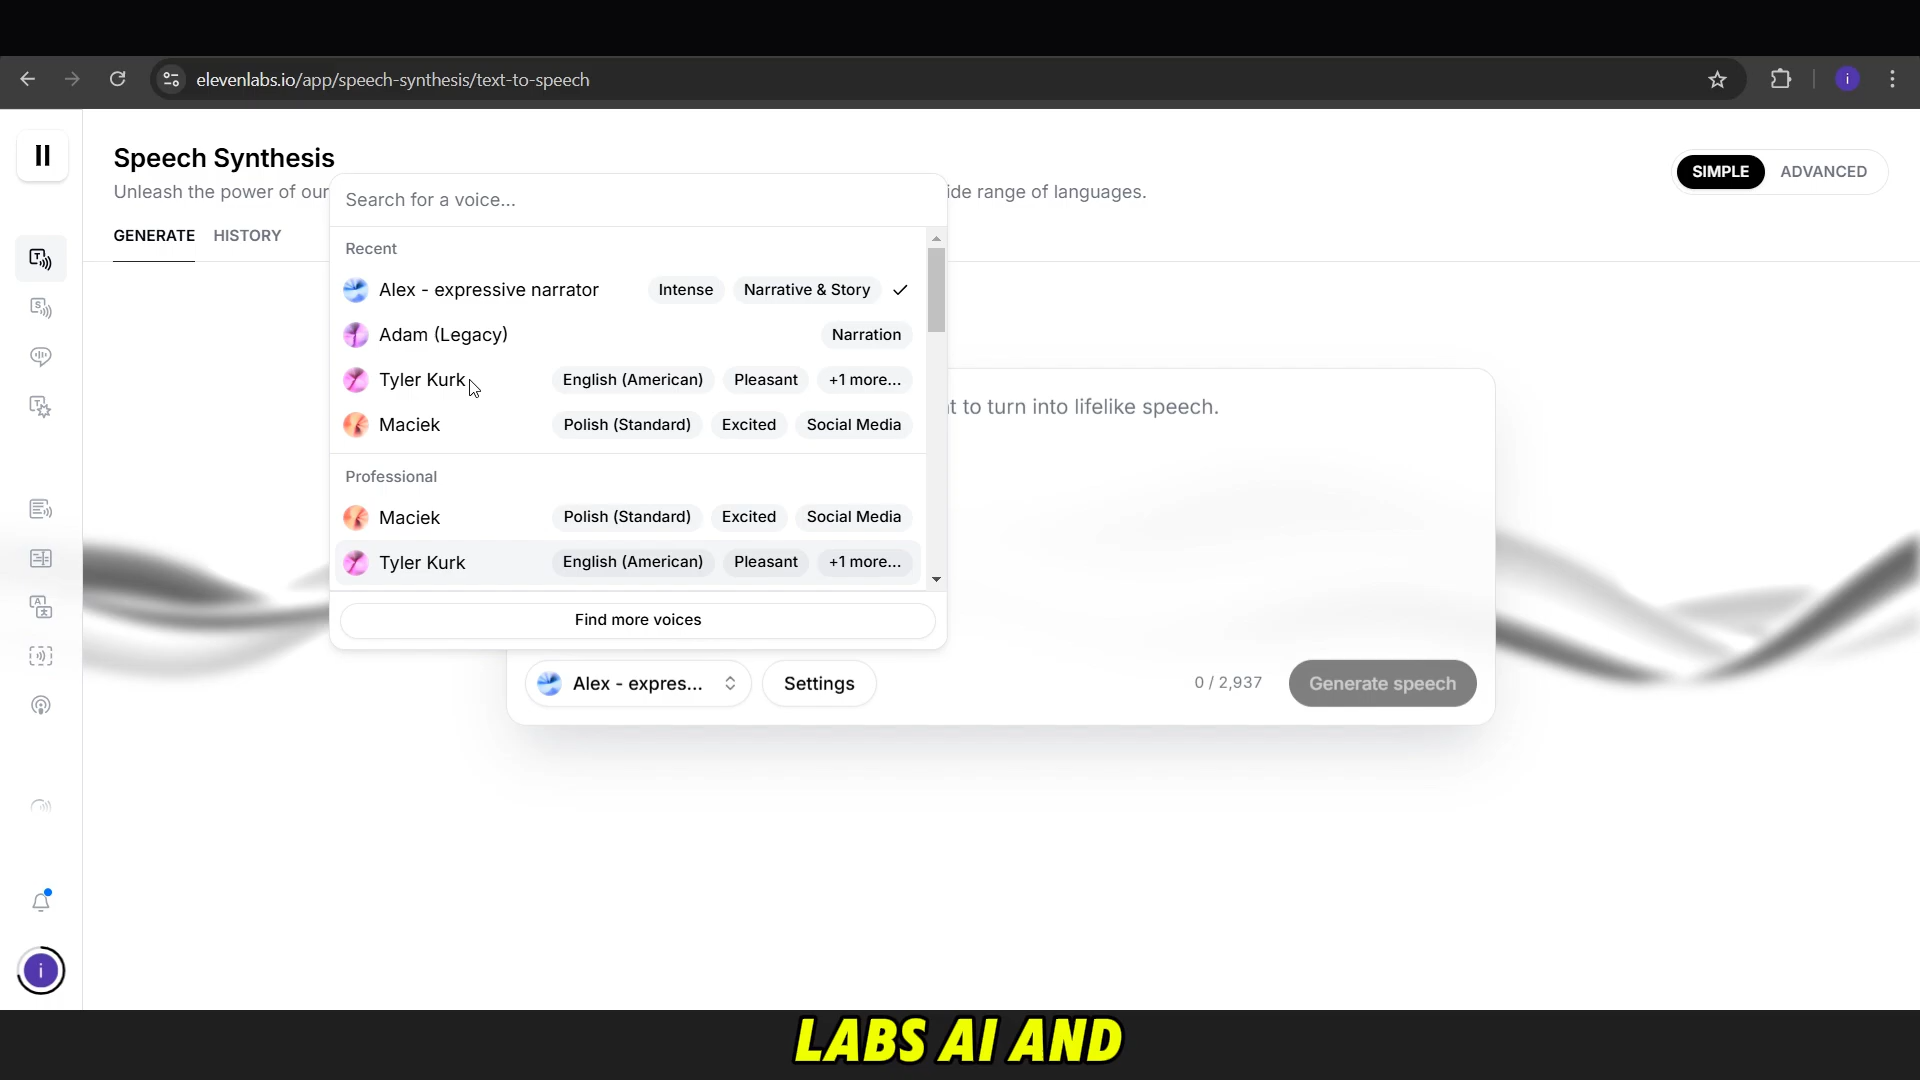 elevenlabs.io/app/speech-synthesis/text-to-speech
i
Speech Synthesis
Unleash the power of our
ide range of languages.
SIMPLE
ADVANCED
GENERATE
HISTORY
Search for a voice...
Recent
Alex - expressive narrator
Intense
Narrative & Story
Adam (Legacy)
Narration
Tyler Kurk
English (American)
Pleasant
+1 more...
Maciek
Polish (Standard)
Excited
Social Media
Professional
Maciek
Polish (Standard)
Excited
Social Media
Tyler Kurk
English (American)
Pleasant
+1 more...
Find more voices
t to turn into lifelike speech.
Alex - expres...
Settings
0 / 2,937
Generate speech
i
LABS AI AND